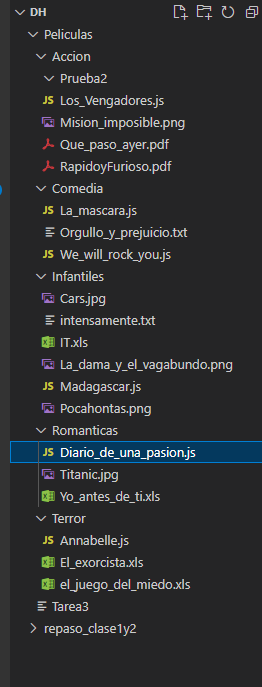 DH
Peliculas
Accion
Prueba2
JS Los_Vengadores.js
Mision_imposible.png
Que_paso_ayer.pdf
RapidoyFurioso.pdf
Comedia
JS La_mascara.js
Orgullo_y_prejuicio.txt
JS We_will_rock_you.js
Infantiles
Cars.jpg
intensamente.txt
IT.xls
La_dama_y_el_vagabundo.png
JS Madagascar.js
Pocahontas.png
Romanticas
JS Diario_de_una_pasion.js
Titanic.jpg
Yo_antes_de_ti.xls
Terror
JS Annabelle.js
El_exorcista.xls
el_juego_del_miedo.xls
Tarea3
repaso_clase1y2